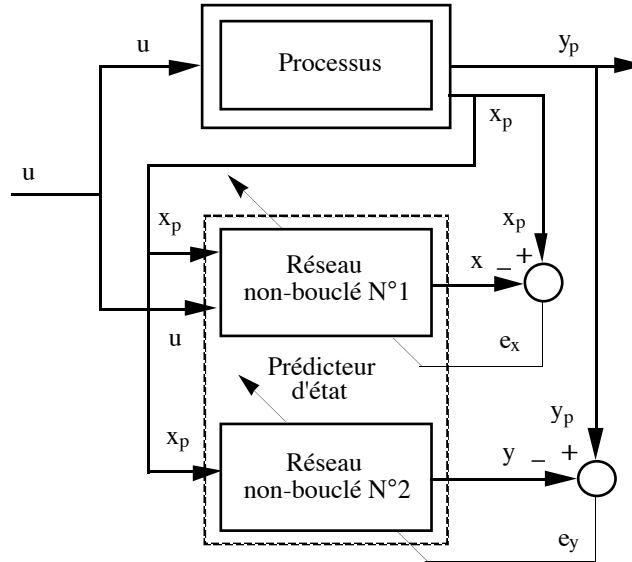 u
Processus
y_p
x_p
u
x_p
x_p
Réseau
non-bouclé N°1
x
–
+
u
e_x
Prédicteur
d'état
y_p
x_p
Réseau
non-bouclé N°2
y
–
+
e_y